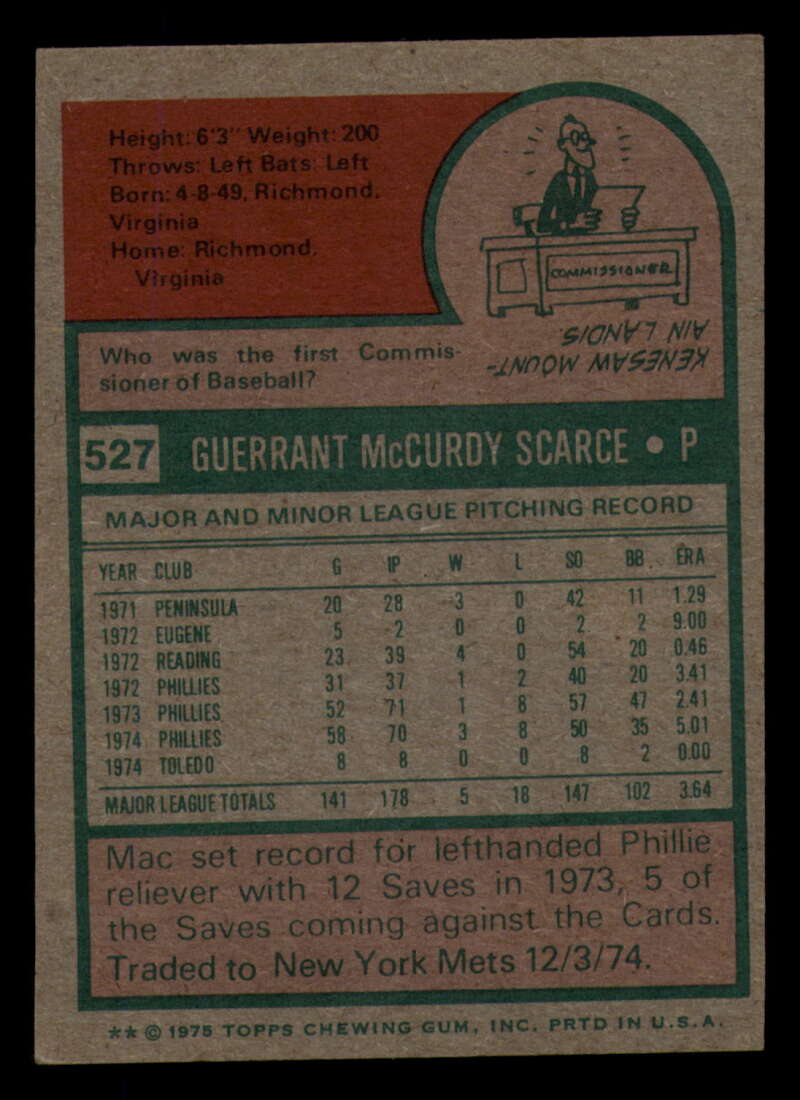 Height: 6'3" Weight: 200
Throws: Left Bats: Left
Born: 4-8-49, Richmond,
Virginia
Home: Richmond,
Virginia
COMMISSIONER
KENESAW MOUNT-
AIN LANDIS.
Who was the first Commis-
sioner of Baseball?
527 GUERRANT McCURDY SCARCE • P
MAJOR AND MINOR LEAGUE PITCHING RECORD
YEAR CLUB G IP W L SO BB ERA
1971 PENINSULA 20 28 3 0 42 11 1.29
1972 EUGENE 5 2 0 0 2 2 9.00
1972 READING 23 39 4 0 54 20 0.46
1972 PHILLIES 31 37 1 2 40 20 3.41
1973 PHILLIES 52 71 1 8 57 47 2.41
1974 PHILLIES 58 70 3 8 50 35 5.01
1974 TOLEDO 8 8 0 0 8 2 0.00
MAJOR LEAGUE TOTALS 141 178 5 18 147 102 3.64
Mac set record for lefthanded Phillie
reliever with 12 Saves in 1973, 5 of
the Saves coming against the Cards.
Traded to New York Mets 12/3/74.
** © 1975 TOPPS CHEWING GUM, INC. PRTD IN U.S.A.